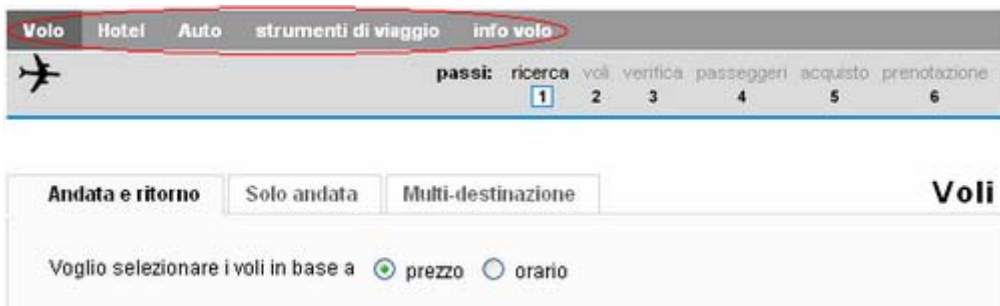 Volo Hotel Auto strumenti di viaggio info volo
passi: ricerca voli verifica passeggeri acquisto prenotazione
1 2 3 4 5 6
Andata e ritorno Solo andata Multi-destinazione Voli
Voglio selezionare i voli in base a prezzo orario